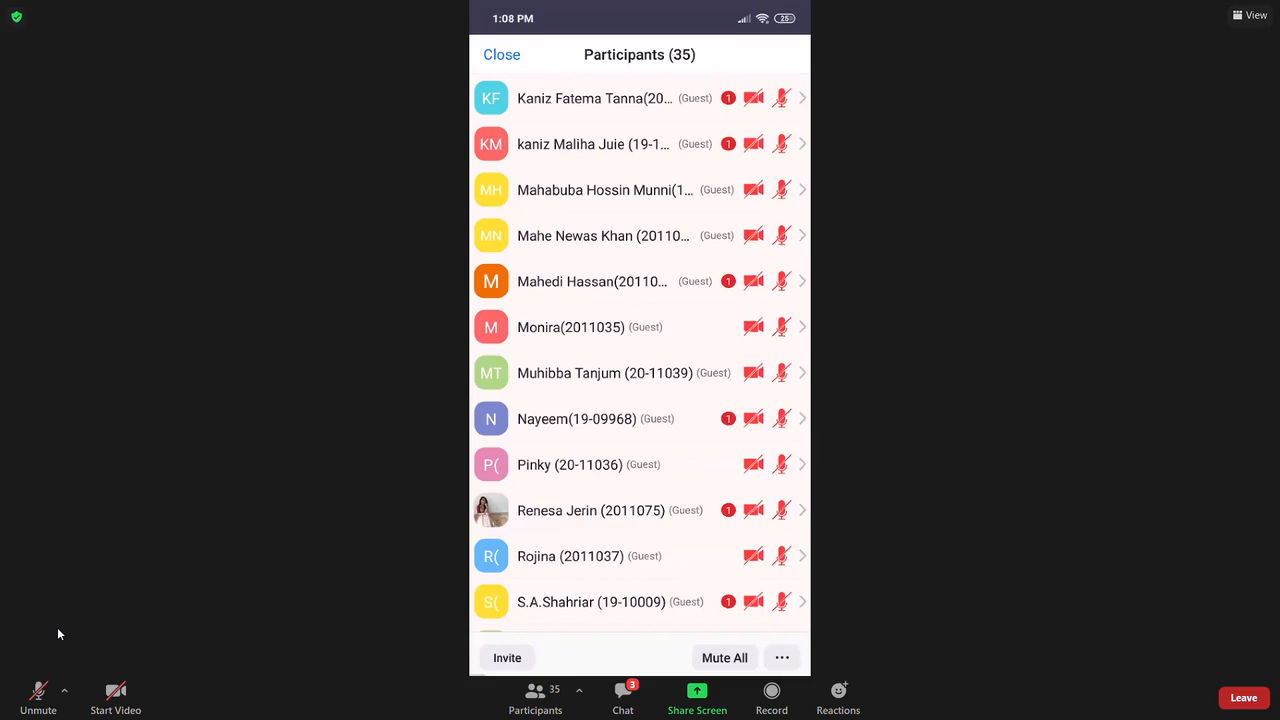 View
1:08 PM
25
Close Participants (35)
KF Kaniz Fatema Tanna(20... (Guest) 1
KM kaniz Maliha Juie (19-1... (Guest) 1
MH Mahabuba Hossin Munni(1... (Guest)
MN Mahe Newas Khan (20110... (Guest)
M Mahedi Hassan(20110... (Guest) 1
M Monira(2011035) (Guest)
MT Muhibba Tanjum (20-11039) (Guest)
N Nayeem(19-09968) (Guest) 1
P( Pinky (20-11036) (Guest)
Renesa Jerin (2011075) (Guest) 1
R( Rojina (2011037) (Guest)
S( S.A.Shahriar (19-10009) (Guest) 1
Invite Mute All ...
35 3
Unmute Start Video Participants Chat Share Screen Record Reactions Leave